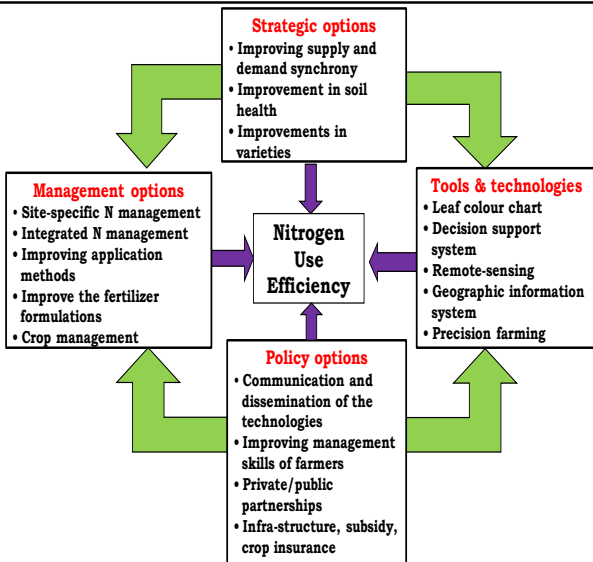 Strategic options
• Improving supply and
demand synchrony
• Improvement in soil
health
• Improvements in
varieties
Management options
• Site-specific N management
• Integrated N management
• Improving application
methods
• Improve the fertilizer
formulations
• Crop management
Nitrogen
Use
Efficiency
Tools & technologies
• Leaf colour chart
• Decision support
system
• Remote-sensing
• Geographic information
system
• Precision farming
Policy options
• Communication and
dissemination of the
technologies
• Improving management
skills of farmers
• Private/public
partnerships
• Infra-structure, subsidy,
crop insurance